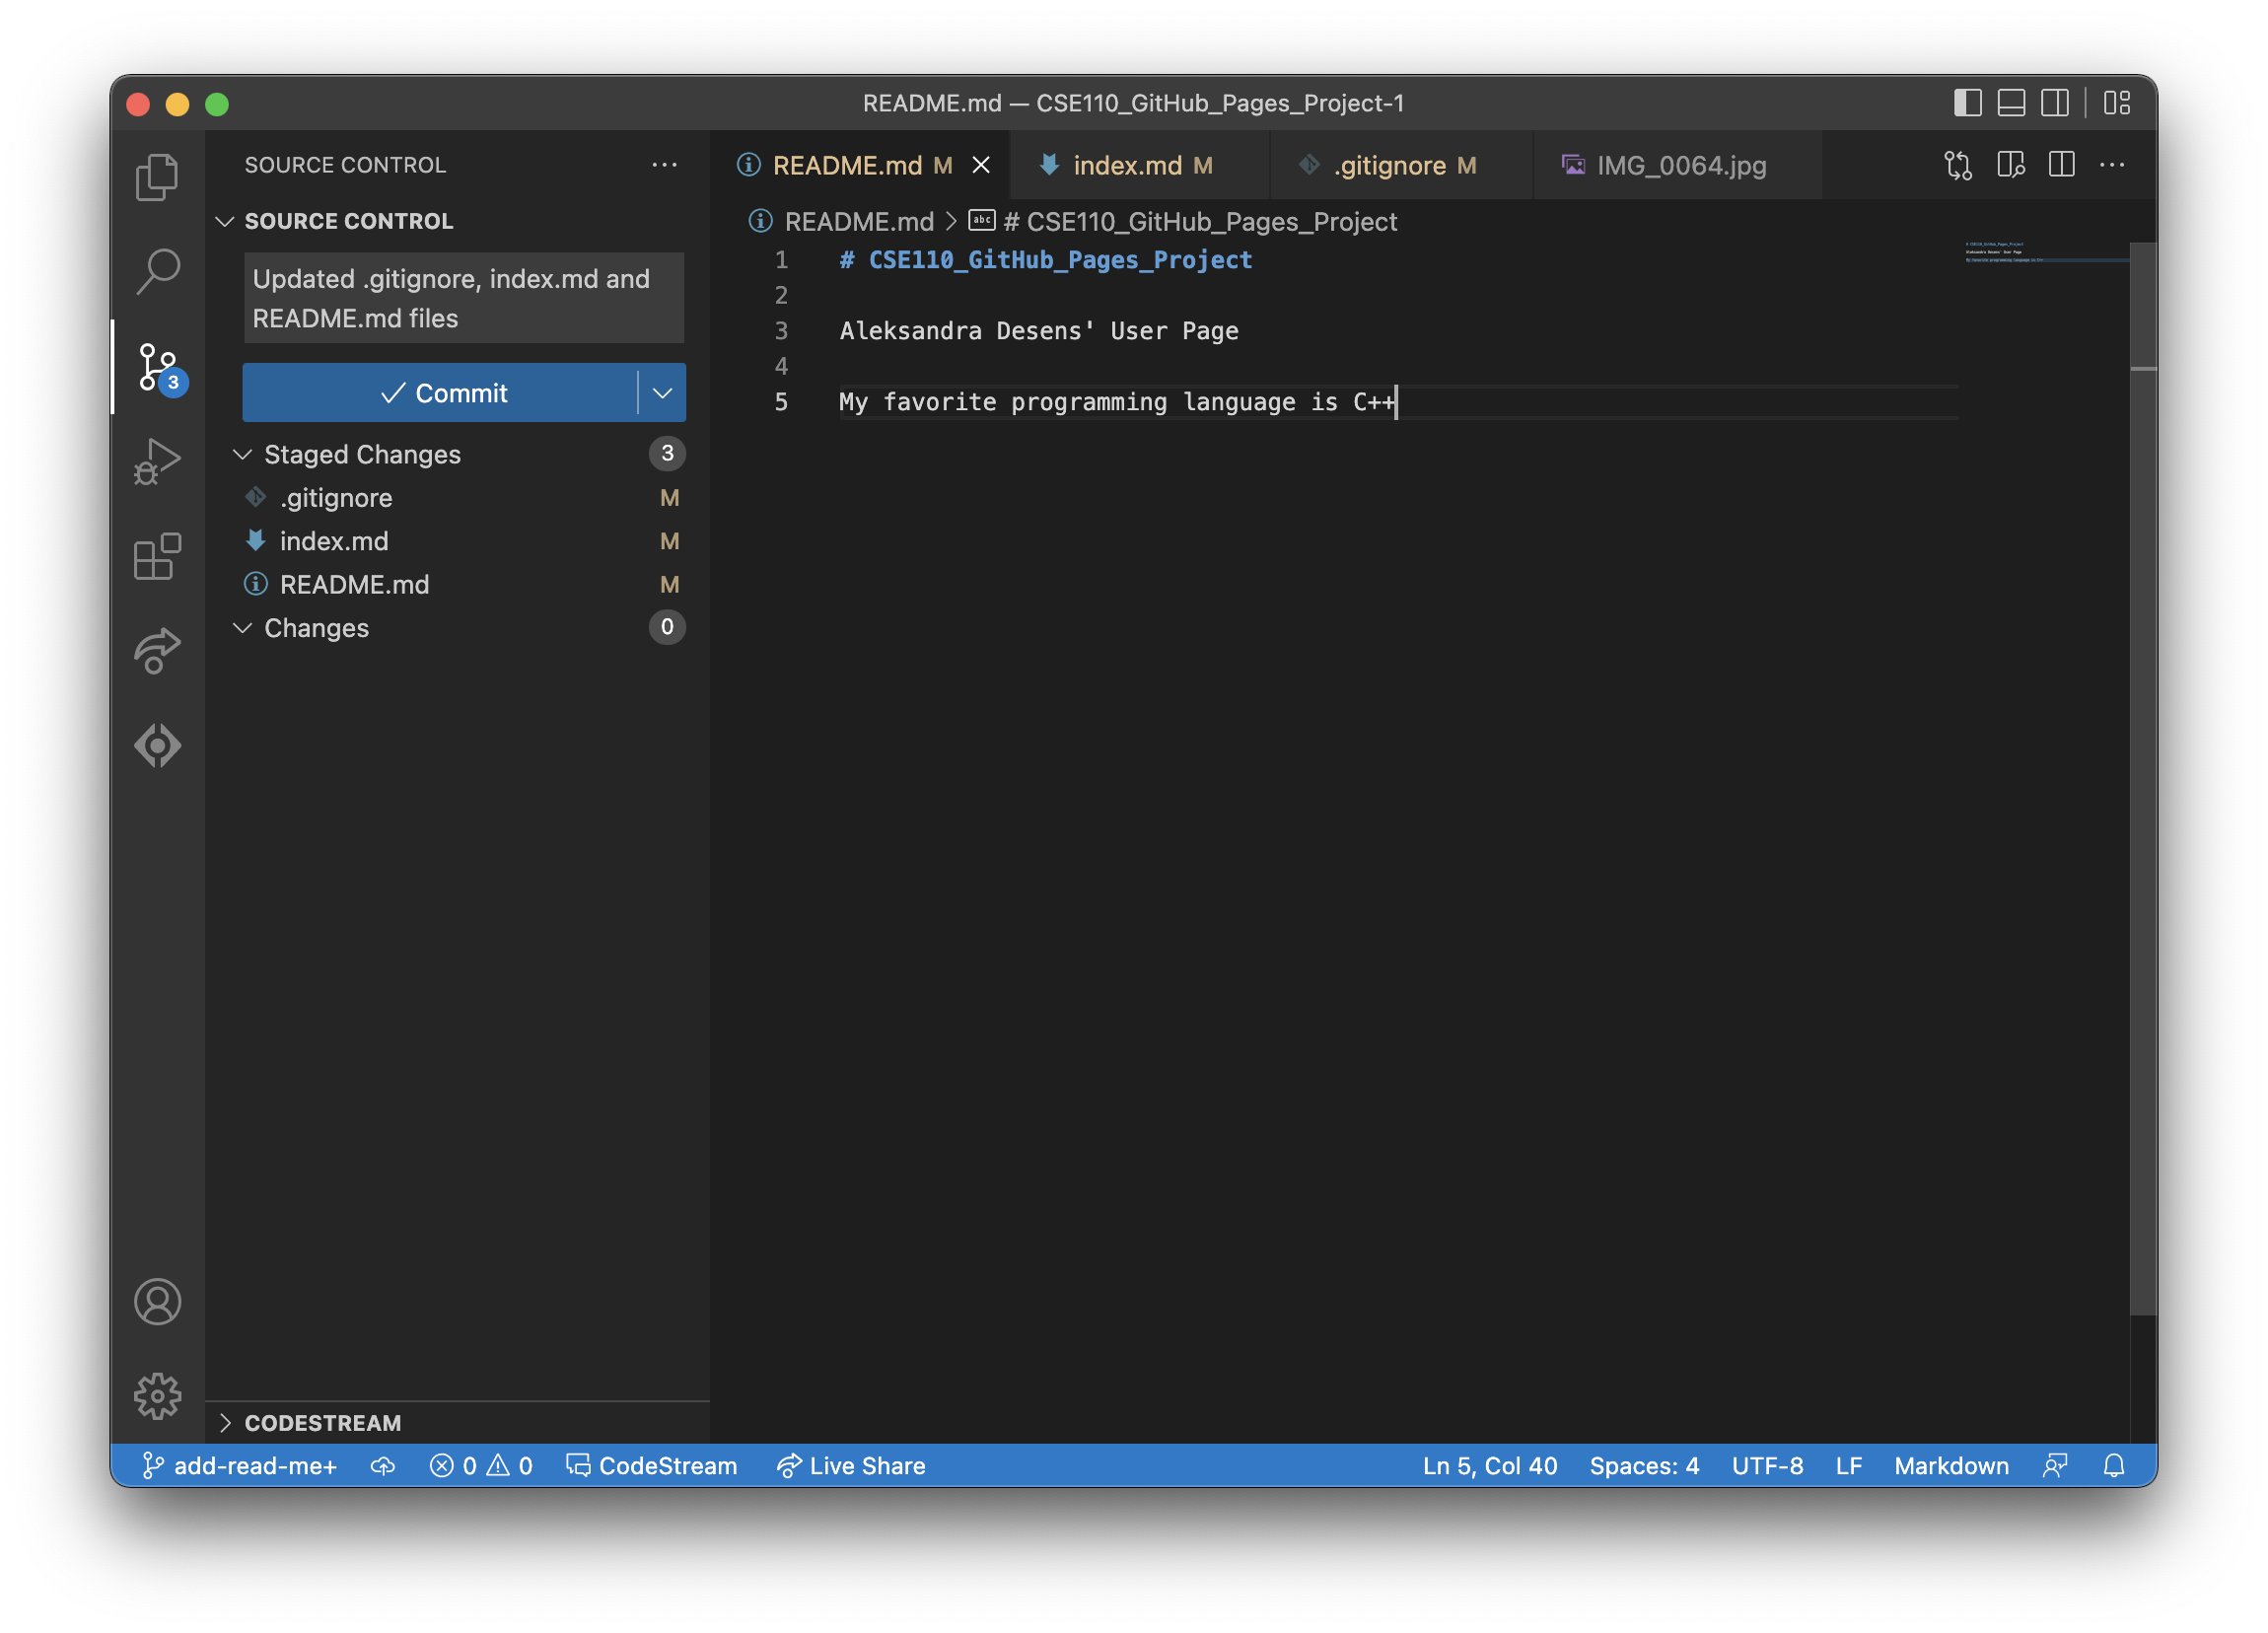 README.md — CSE110_GitHub_Pages_Project-1
SOURCE CONTROL
SOURCE CONTROL
Updated .gitignore, index.md and
README.md files
Commit
Staged Changes 3
.gitignore M
index.md M
README.md M
Changes 0
3
CODESTREAM
README.md M
index.md M
.gitignore M
IMG_0064.jpg
README.md > abc # CSE110_GitHub_Pages_Project
1 # CSE110_GitHub_Pages_Project
2
3 Aleksandra Desens' User Page
4
5 My favorite programming language is C++
add-read-me+ 0 0 CodeStream Live Share Ln 5, Col 40 Spaces: 4 UTF-8 LF Markdown